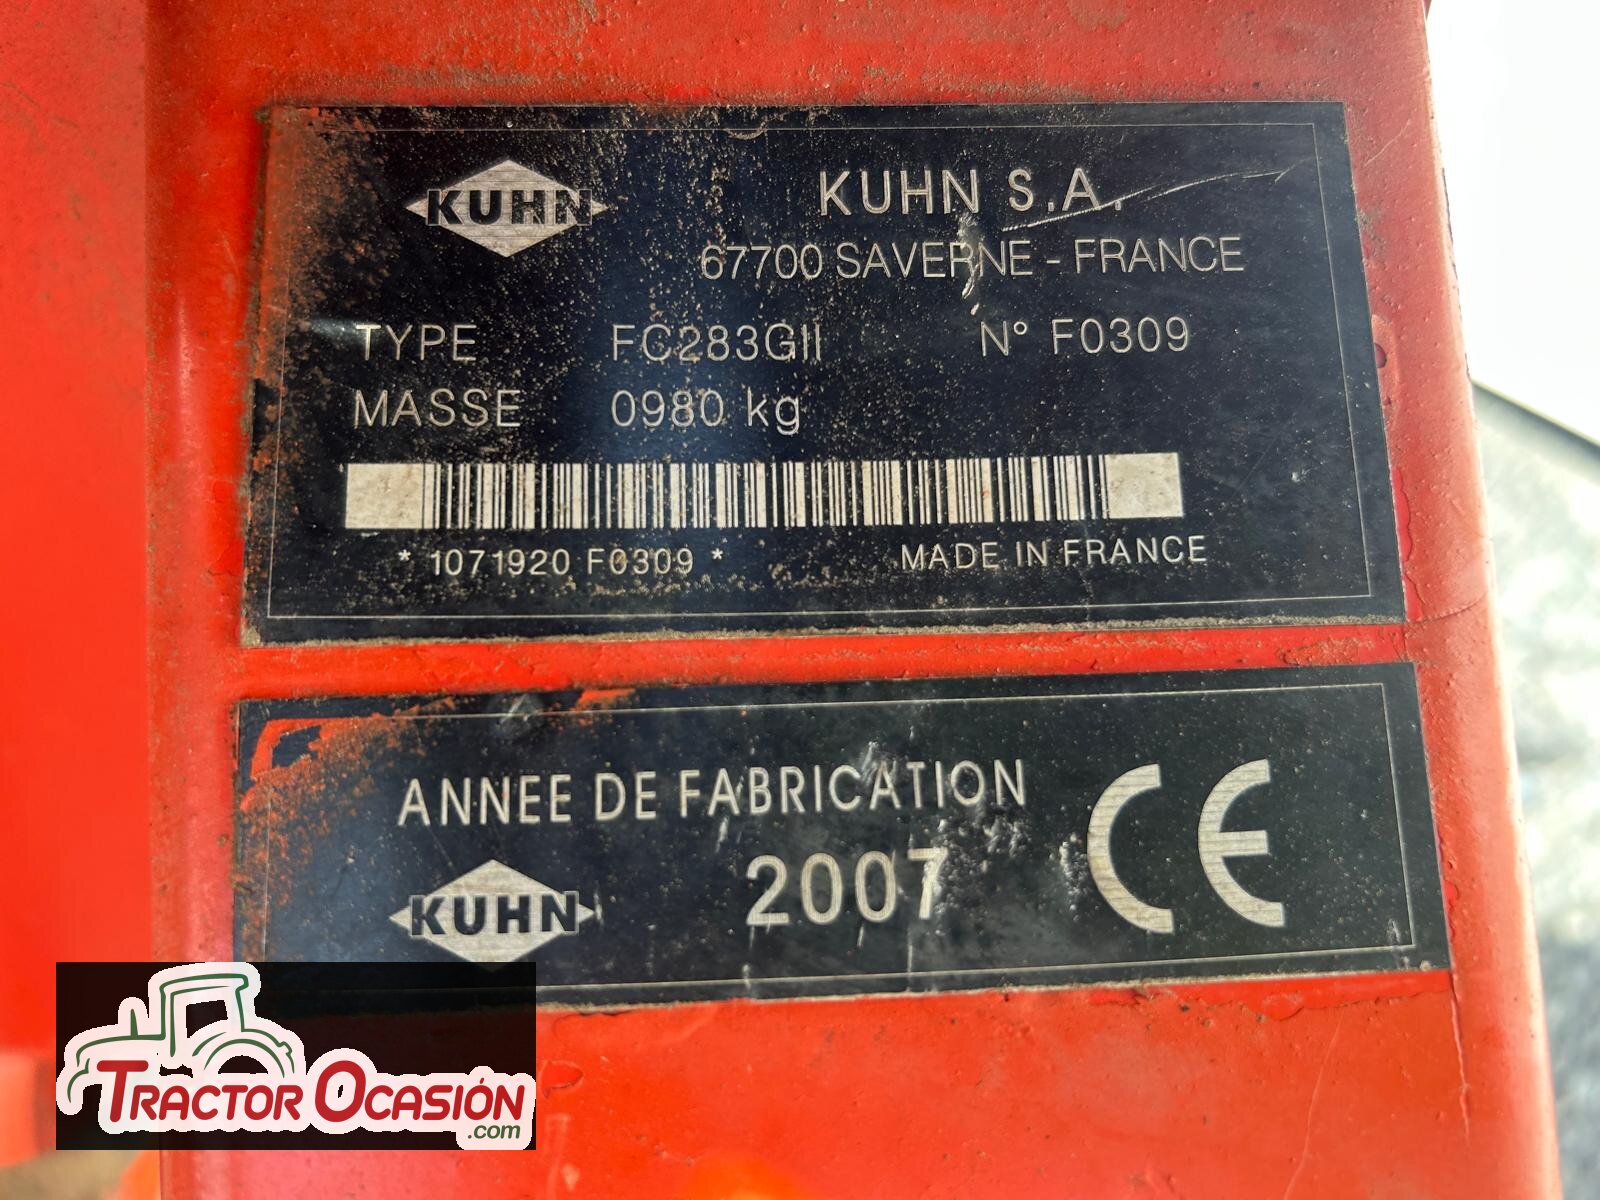 KUHN
KUHN S.A.
67700 SAVERNE - FRANCE
TYPE FC283GII N° F0309
MASSE 0980 kg
* 1071920 F0309 * MADE IN FRANCE
ANNEE DE FABRICATION
KUHN 2007 CE
TRACTOR OCASIÓN
.com